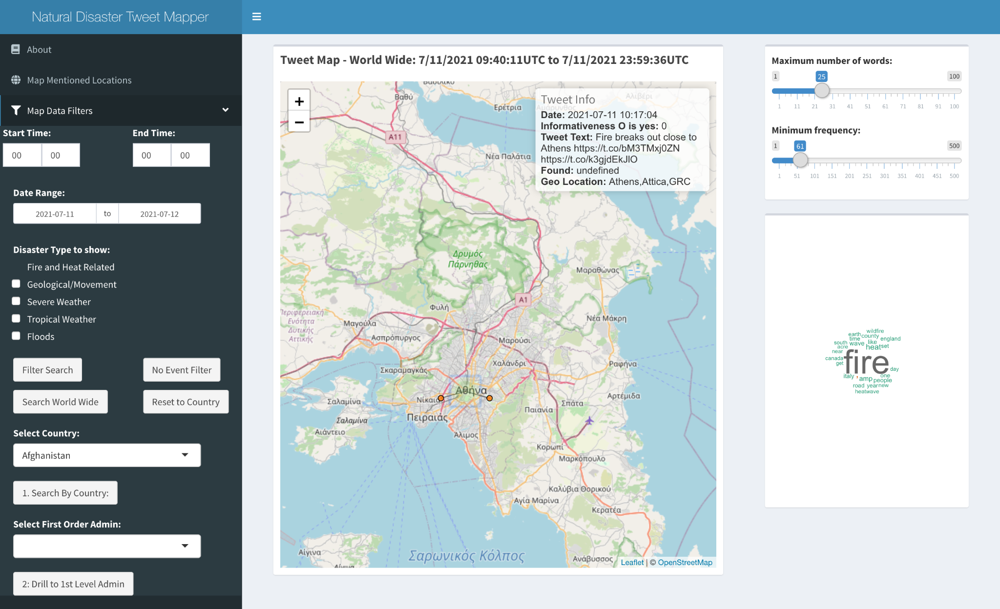 Natural Disaster Tweet Mapper
About
Map Mentioned Locations
Map Data Filters
Start Time:
End Time:
00 00
00 00
Date Range:
2021-07-11 to 2021-07-12
Disaster Type to show:
Fire and Heat Related
Geological/Movement
Severe Weather
Tropical Weather
Floods
Filter Search
No Event Filter
Search World Wide
Reset to Country
Select Country:
Afghanistan
1. Search By Country:
Select First Order Admin:
2: Drill to 1st Level Admin
Tweet Map - World Wide: 7/11/2021 09:40:11UTC to 7/11/2021 23:59:36UTC
+
−
Tweet Info
Date: 2021-07-11 10:17:04
Informativeness O is yes: 0
Tweet Text: Fire breaks out close to
Athens https://t.co/bM3TMxj0ZN
https://t.co/k3gjdEkJIO
Found: undefined
Geo Location: Athens,Attica,GRC
Βαθύ
Ερέτρια
Αμάρυνθος
Αλιβέρι
A11
Νέα Παλάτια
Δρυμός
Πάρνηθας
Μαραθώνας
A1
Φυλή
Περιφερειακή
Ενότητα
Δυτικής
Αττικής
Μαγούλα
Νέα Μάκρη
Ασπρόπυργος
Μαρούσι
Χαλάνδρι
Ραφήνα
Σκαραμαγκάς
Αθήνα
Νίκαια
Σαλαμίνα
Σπάτα
Αρτέμιδα
Πειραιάς
Παιανία
Σαλαμίνα
Αιάντειο
Άλιμος
Κορωπί
Μαρκόπουλο
Καλύβια Θορικού
Αγία Μαρίνα
Κερατέα
Αίγινα
Σαρωνικός Κόλπος
Ανάβυσσος
Αίγινα
Leaflet | © OpenStreetMap
Maximum number of words:
1 25 100
1 11 21 31 41 51 61 71 81 91 100
Minimum frequency:
1 61 500
1 51 101 151 201 251 301 351 401 451 500
wildfire
earth county
time england
south wave like
acre heat set
near
canada fire
get day
italy ' amp one
people
road year new
heatwave